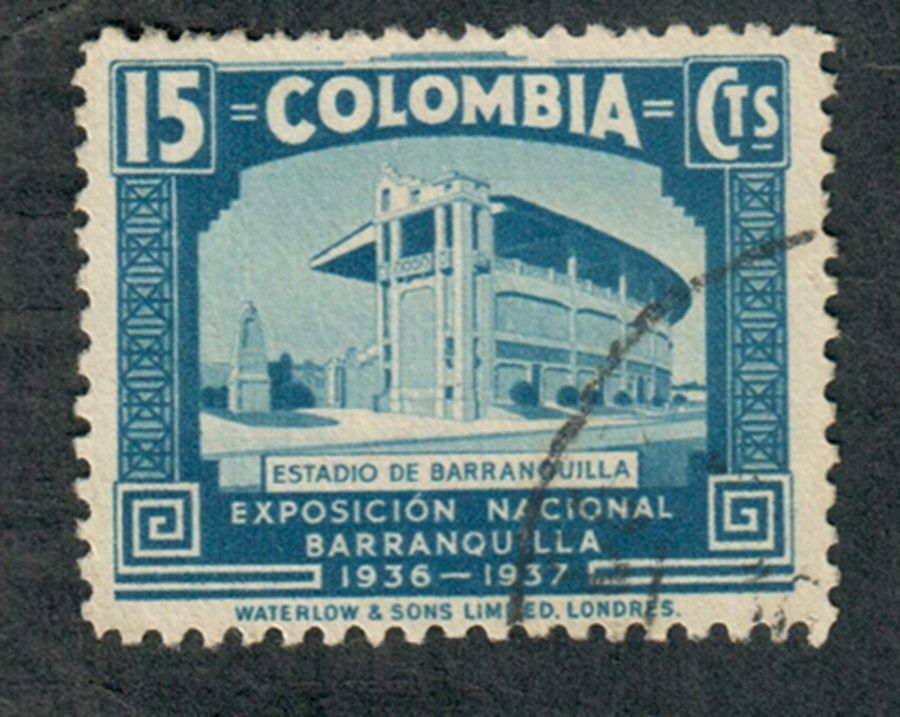 15 = COLOMBIA = CTS
ESTADIO DE BARRANQUILLA
EXPOSICIÓN NACIONAL
BARRANQUILLA
1936 — 1937
WATERLOW & SONS LIMITED. LONDRES.